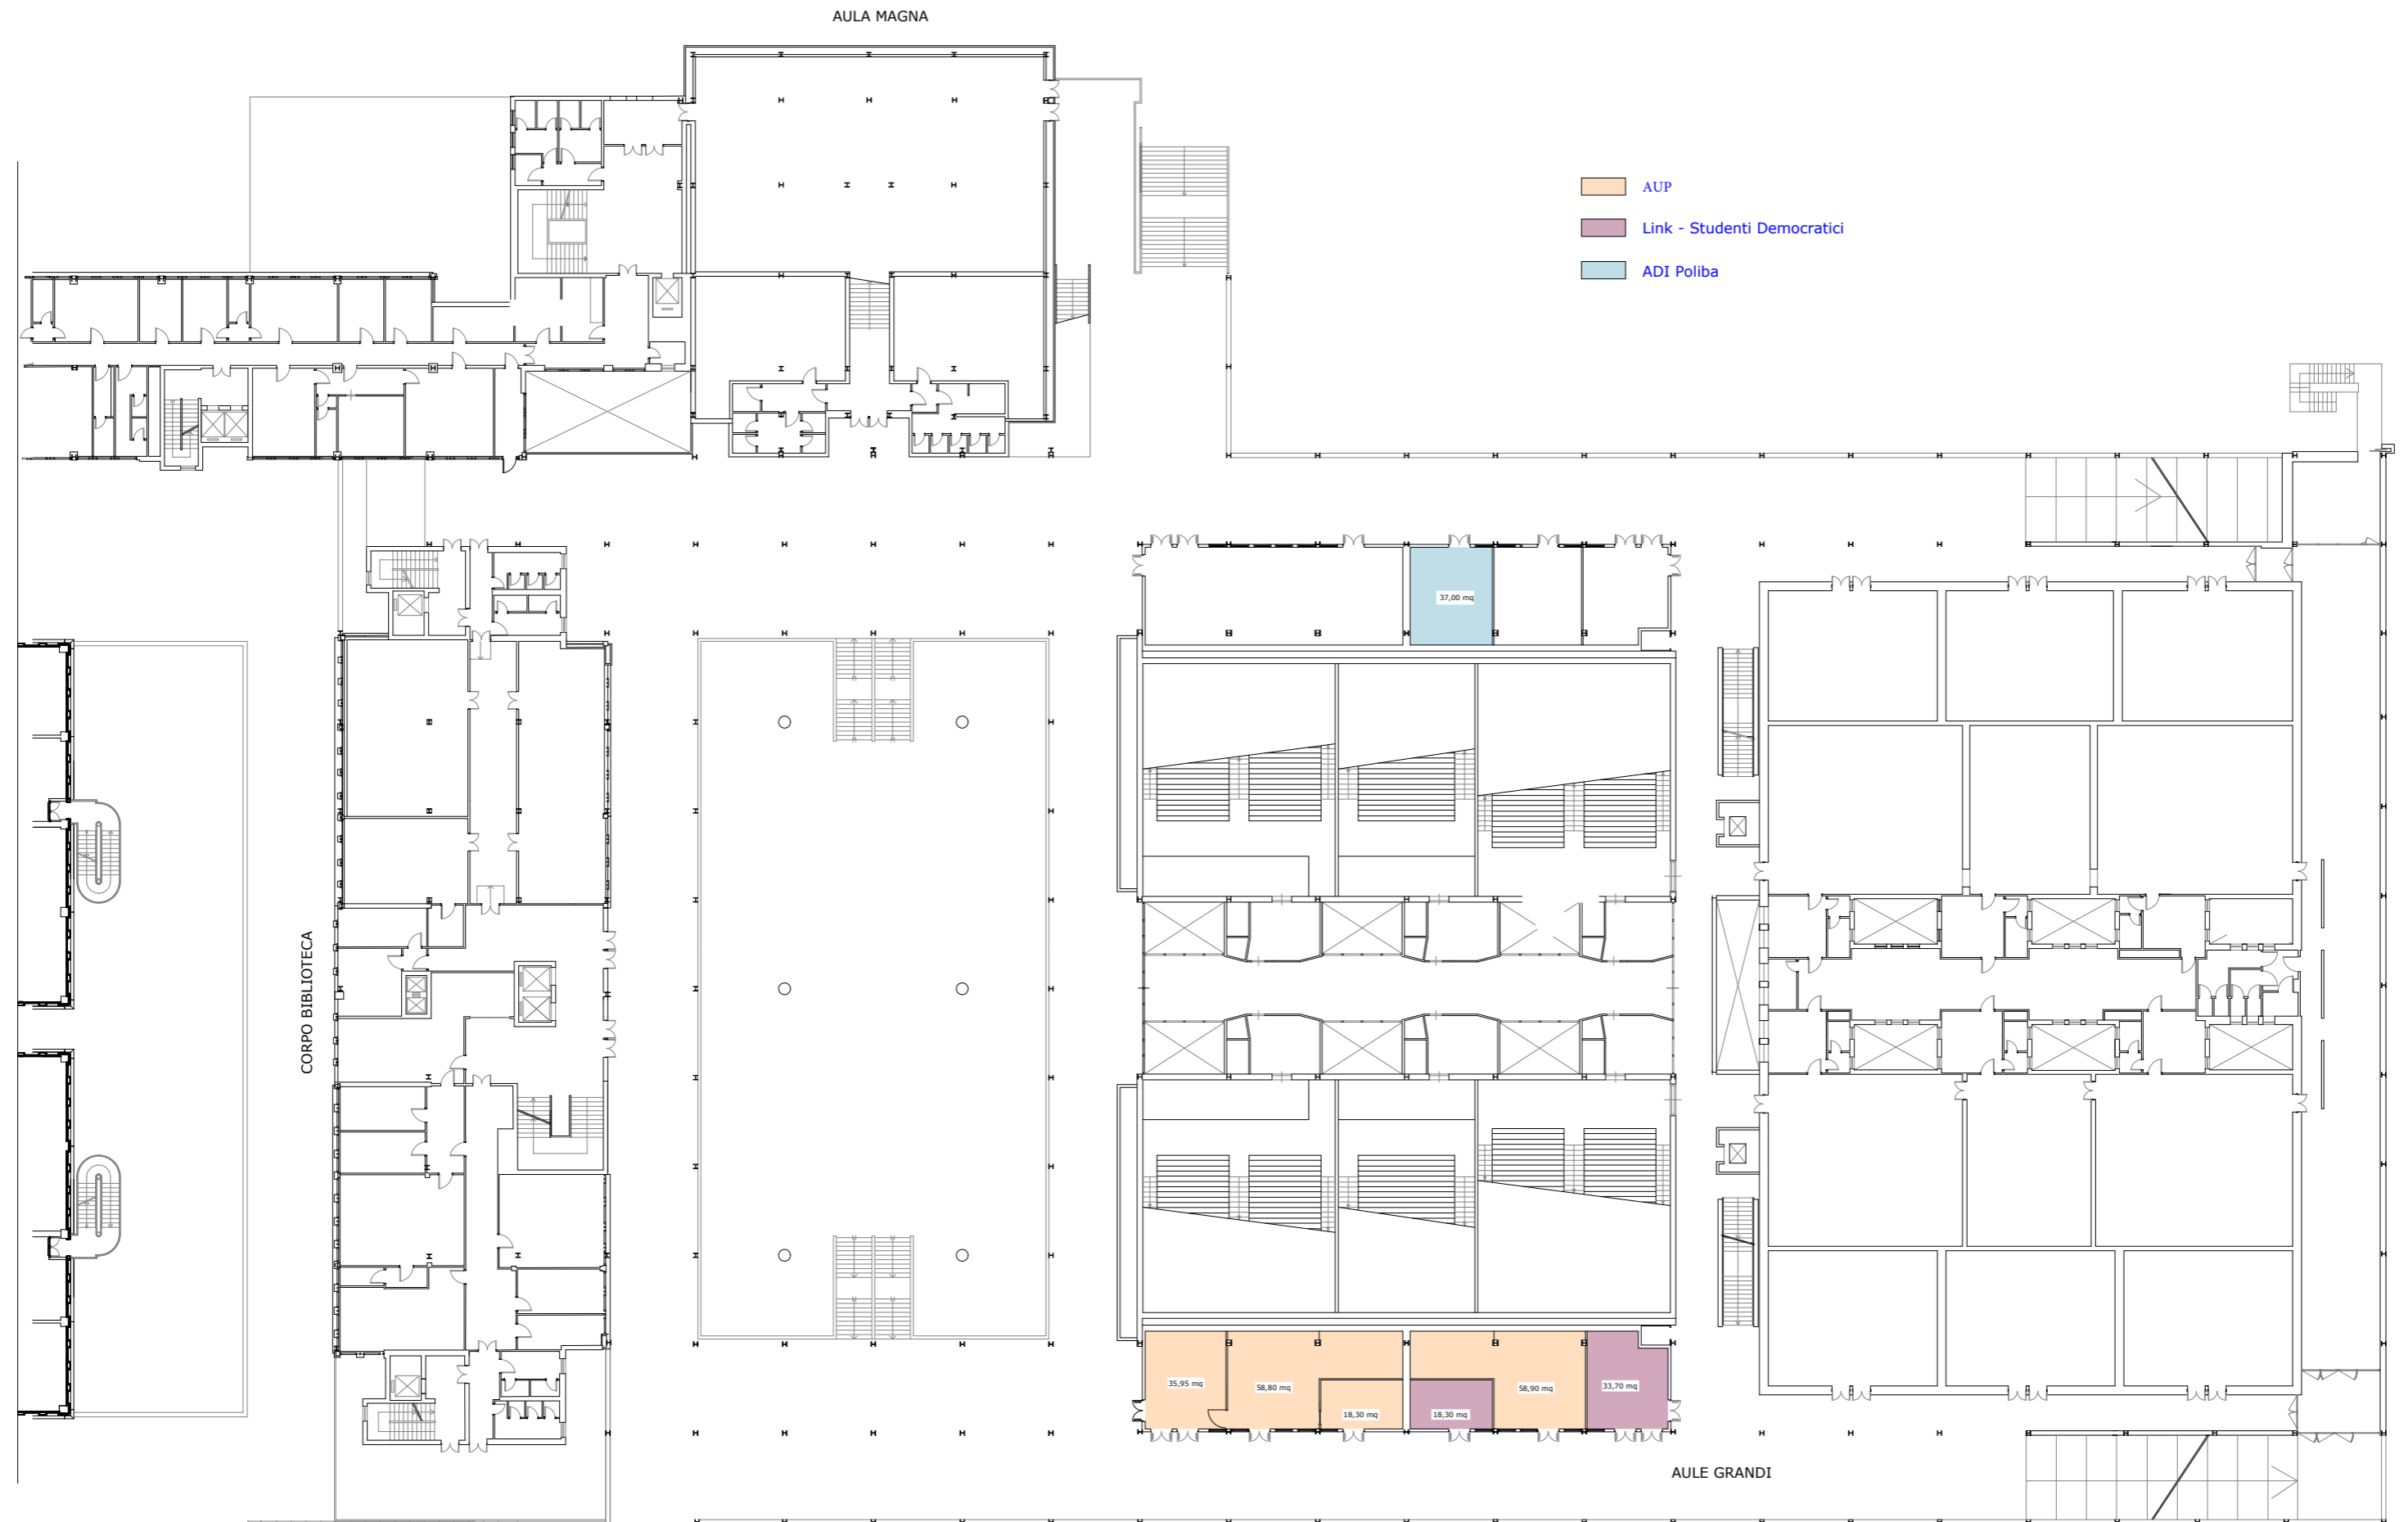 AULA MAGNA
AUP
Link - Studenti Democratici
ADI Poliba
37,00 mq
CORPO BIBLIOTECA
35,95 mq
58,80 mq
58,90 mq
33,70 mq
18,30 mq
18,30 mq
AULE GRANDI